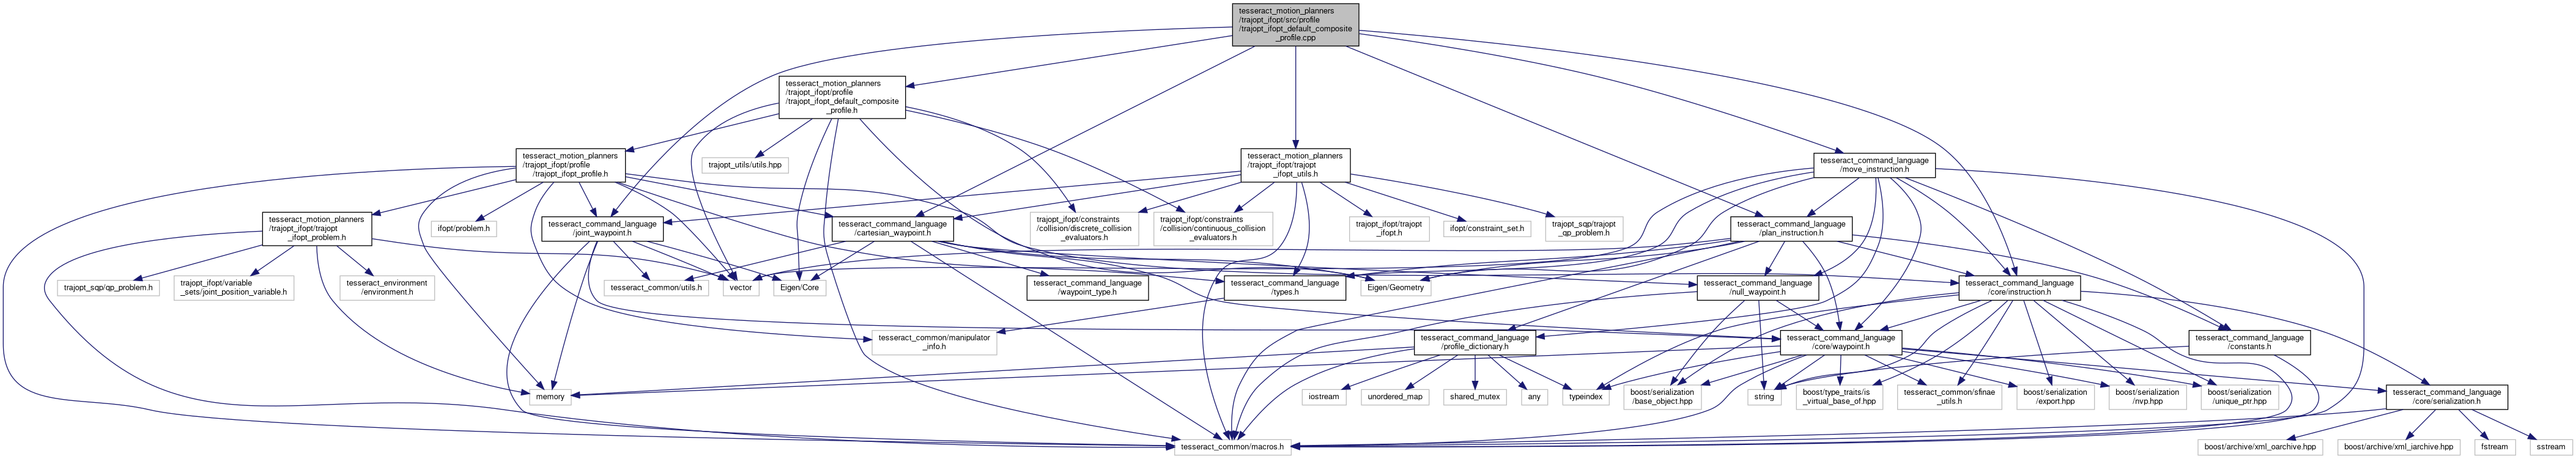 tesseract_motion_planners
/trajopt_ifopt/src/profile
/trajopt_ifopt_default_composite
_profile.cpp
tesseract_motion_planners
/trajopt_ifopt/profile
/trajopt_ifopt_default_composite
_profile.h
tesseract_motion_planners
/trajopt_ifopt/profile
/trajopt_ifopt_profile.h
trajopt_utils/utils.hpp
tesseract_motion_planners
/trajopt_ifopt/trajopt
_ifopt_utils.h
tesseract_command_language
/move_instruction.h
tesseract_motion_planners
/trajopt_ifopt/trajopt
_ifopt_problem.h
ifopt/problem.h
tesseract_command_language
/joint_waypoint.h
tesseract_command_language
/cartesian_waypoint.h
trajopt_ifopt/constraints
/collision/discrete_collision
_evaluators.h
trajopt_ifopt/constraints
/collision/continuous_collision
_evaluators.h
trajopt_ifopt/trajopt
_ifopt.h
ifopt/constraint_set.h
trajopt_sqp/trajopt
_qp_problem.h
tesseract_command_language
/plan_instruction.h
trajopt_sqp/qp_problem.h
trajopt_ifopt/variable
_sets/joint_position_variable.h
tesseract_environment
/environment.h
tesseract_common/utils.h
vector
Eigen/Core
tesseract_command_language
/waypoint_type.h
tesseract_command_language
/types.h
Eigen/Geometry
tesseract_command_language
/null_waypoint.h
tesseract_command_language
/core/instruction.h
tesseract_common/manipulator
_info.h
tesseract_command_language
/profile_dictionary.h
tesseract_command_language
/core/waypoint.h
tesseract_command_language
/constants.h
memory
iostream
unordered_map
shared_mutex
any
typeindex
boost/serialization
/base_object.hpp
string
boost/type_traits/is
_virtual_base_of.hpp
tesseract_common/sfinae
_utils.h
boost/serialization
/export.hpp
boost/serialization
/nvp.hpp
boost/serialization
/unique_ptr.hpp
tesseract_command_language
/core/serialization.h
tesseract_common/macros.h
boost/archive/xml_oarchive.hpp
boost/archive/xml_iarchive.hpp
fstream
sstream